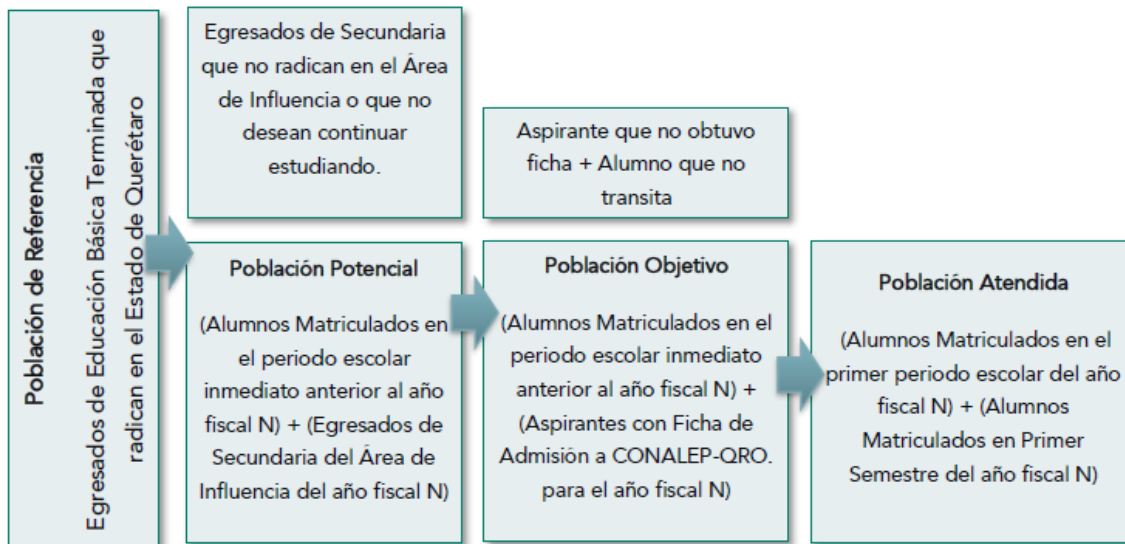 Población de Referencia
Egresados de Educación Básica Terminada que
radican en el Estado de Querétaro
Egresados de Secundaria
que no radican en el Área
de Influencia o que no
desean continuar
estudiando.
Aspirante que no obtuvo
ficha + Alumno que no
transita
Población Potencial
(Alumnos Matriculados en
el periodo escolar
inmediato anterior al año
fiscal N) + (Egresados de
Secundaria del Área de
Influencia del año fiscal N)
Población Objetivo
(Alumnos Matriculados en el
periodo escolar inmediato
anterior al año fiscal N) +
(Aspirantes con Ficha de
Admisión a CONALEP-QRO.
para el año fiscal N)
Población Atendida
(Alumnos Matriculados en el
primer periodo escolar del año
fiscal N) + (Alumnos
Matriculados en Primer
Semestre del año fiscal N)